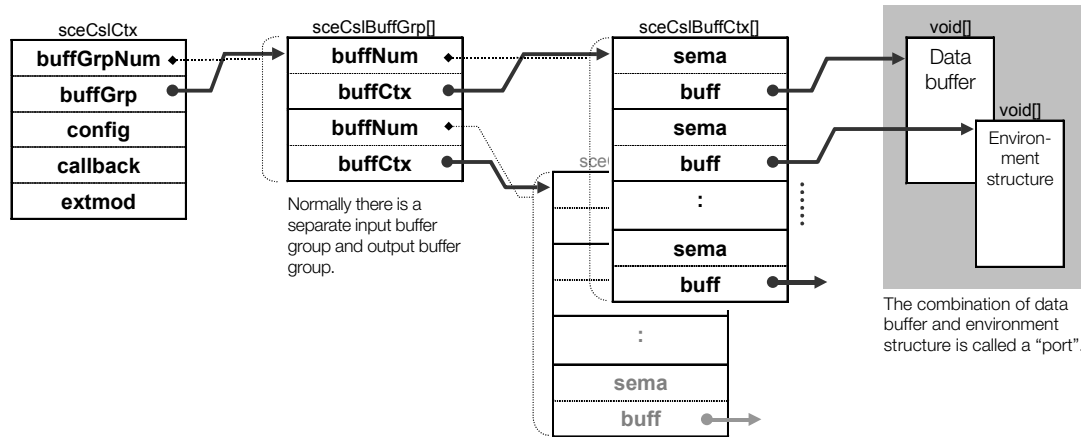 sceCslCtx
buffGrpNum
buffGrp
config
callback
extmod
sceCslBuffGrp[]
buffNum
buffCtx
buffNum
buffCtx
Normally there is a
separate input buffer
group and output buffer
group.
sceCslBuffCtx[]
sema
buff
sema
buff
:
sema
buff
:
sema
buff
void[]
Data
buffer
void[]
Environ-
ment
structure
The combination of data
buffer and environment
structure is called a “port”.